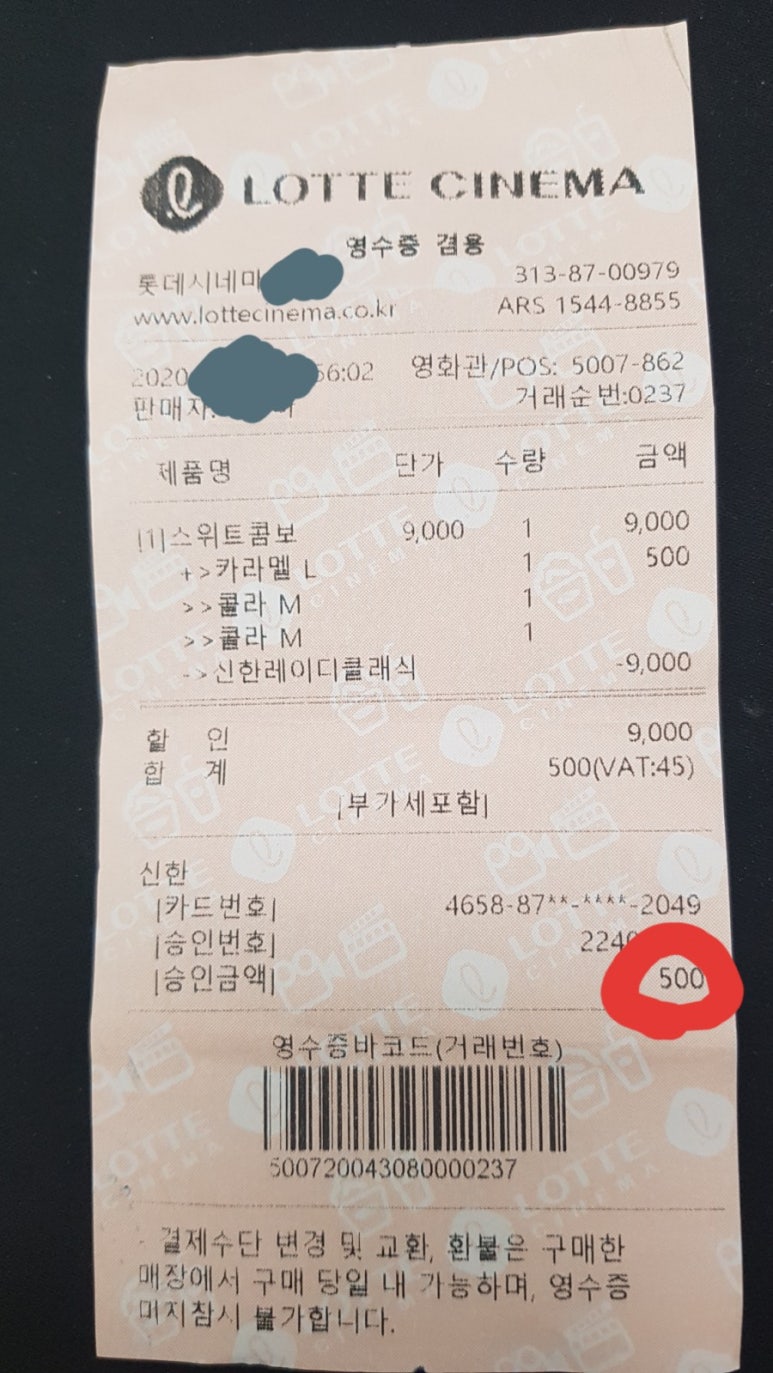 LOTTE CINEMA
영수증 겸용
롯데시네마 313-87-00979
www.lottecinema.co.kr ARS 1544-8855
2020 56:02 영화관/POS: 5007-862
판매자: 거래순번:0237
제품명 단가 수량 금액
[1]스위트콤보 9,000 1 9,000
+>카라멜 L 1 500
>>콜라 M 1
>>콜라 M 1
->신한레이디클래식 -9,000
할 인 9,000
합 계 500(VAT:45)
[부가세포함]
신한
[카드번호] 4658-87**-****-2049
[승인번호] 2240
[승인금액] 500
영수증바코드(거래번호)
500720043080000237
결제수단 변경 및 교환, 환불은 구매한
매장에서 구매 당일 내 가능하며, 영수증
미지참시 불가합니다.